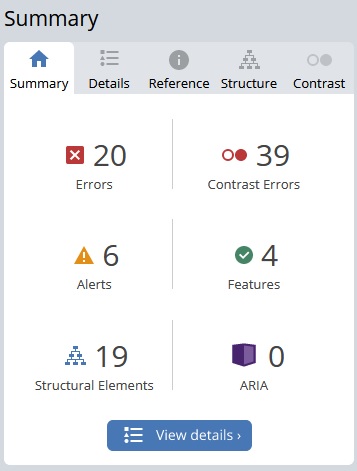 Summary
Summary Details Reference Structure Contrast
20 39
Errors Contrast Errors
6 4
Alerts Features
19 0
Structural Elements ARIA
View details ›